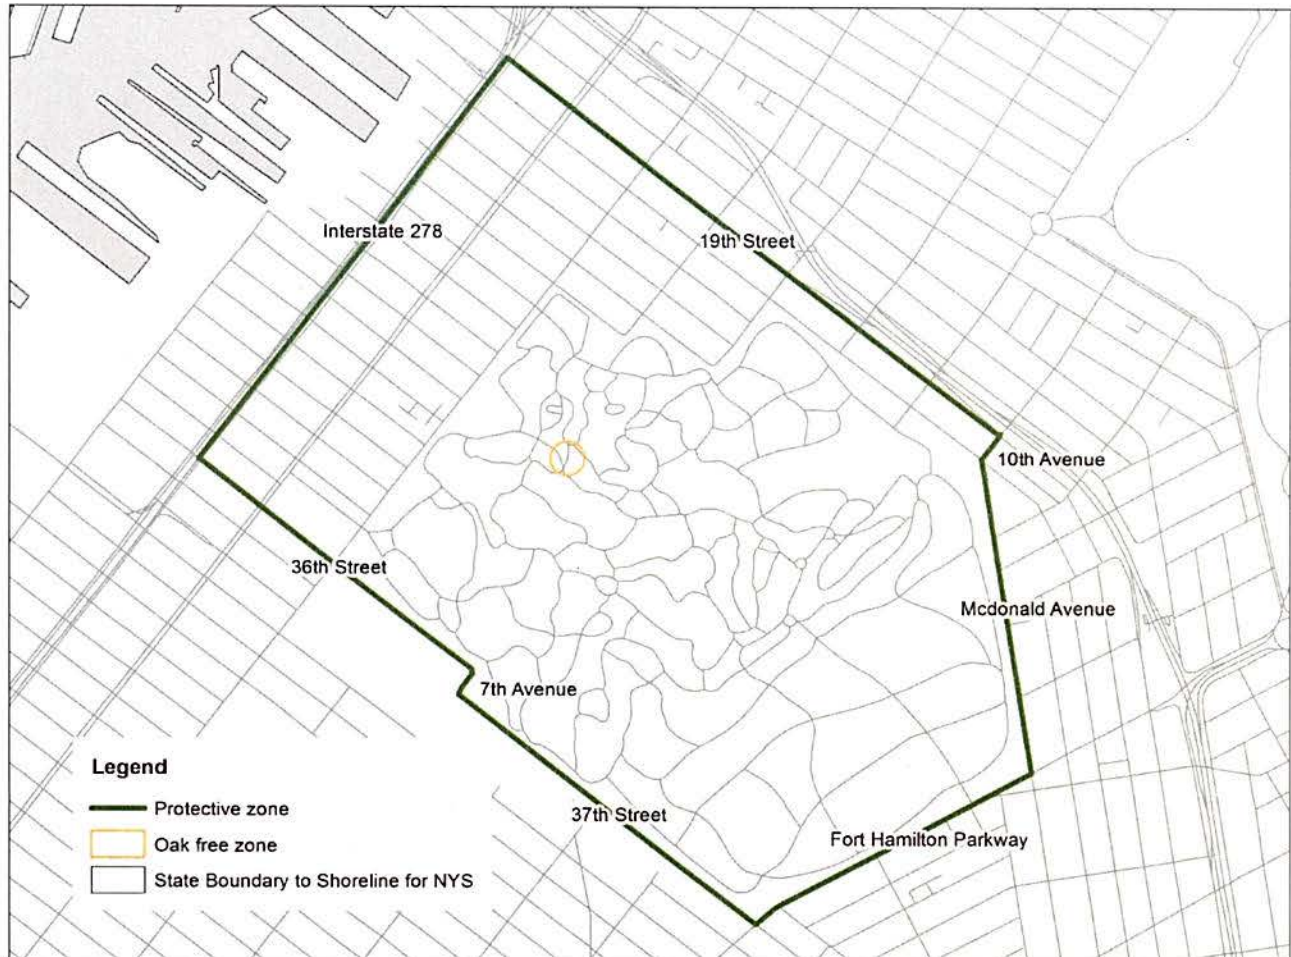 Interstate 278
19th Street
10th Avenue
36th Street
Mcdonald Avenue
7th Avenue
37th Street
Fort Hamilton Parkway
Legend
Protective zone
Oak free zone
State Boundary to Shoreline for NYS